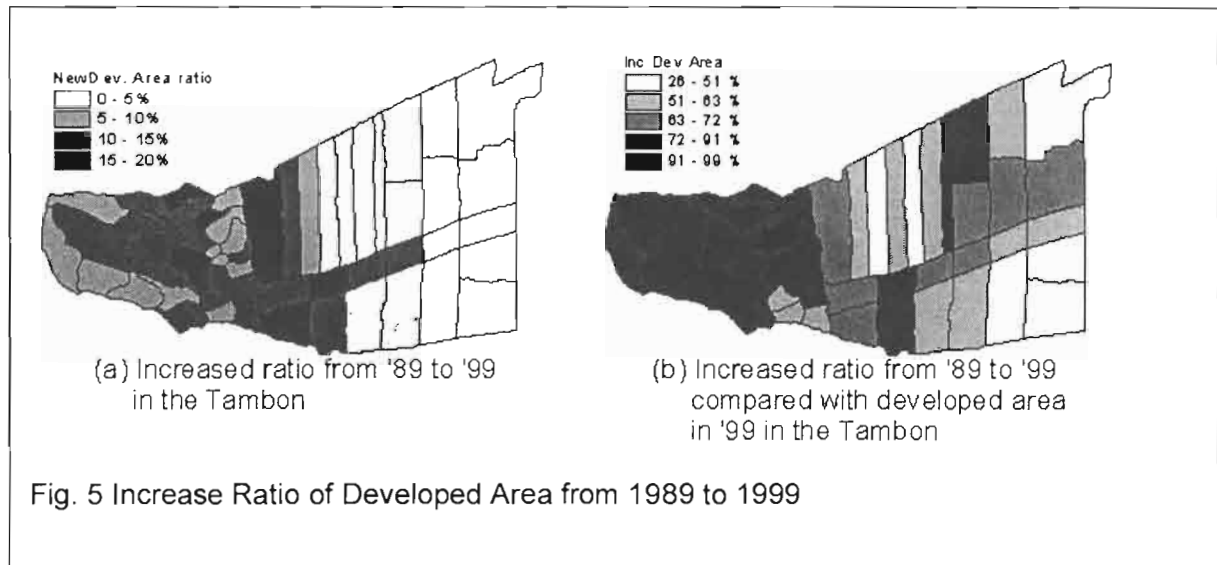 NewDev. Area ratio
0 - 5%
5 - 10%
10 - 15%
15 - 20%
Inc Dev Area
26 - 51 %
51 - 63 %
63 - 72 %
72 - 91 %
91 - 99 %
(a) Increased ratio from '89 to '99
in the Tambon
(b) Increased ratio from '89 to '99
compared with developed area
in '99 in the Tambon
Fig. 5 Increase Ratio of Developed Area from 1989 to 1999